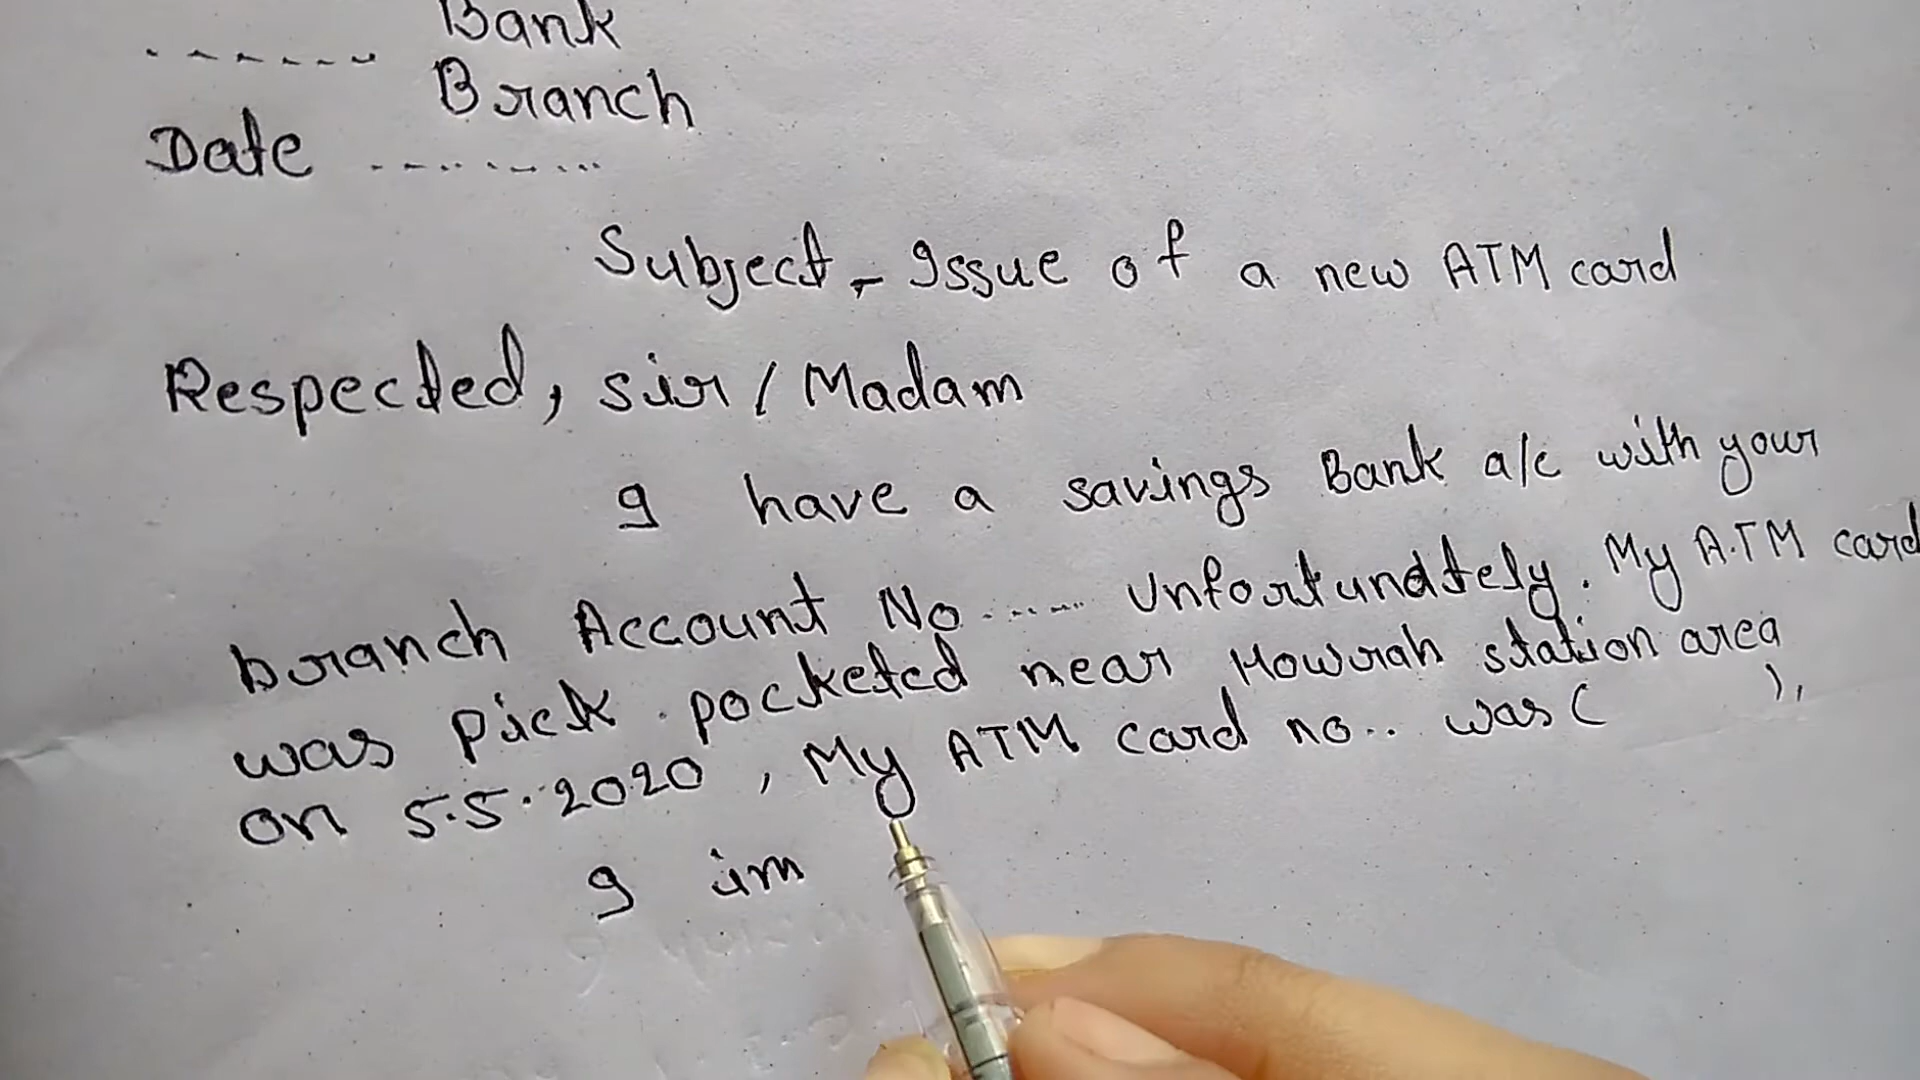 Bank
....... Branch
Date ..........
Subject - Issue of a new ATM card
Respected, sir / Madam
I have a savings Bank a/c with your
branch Account No...... Unfortundtely. My A.TM card
was pick.pocketed near Howrah station area
on 5.5.2020, My ATM card no.. was ( ),
I im